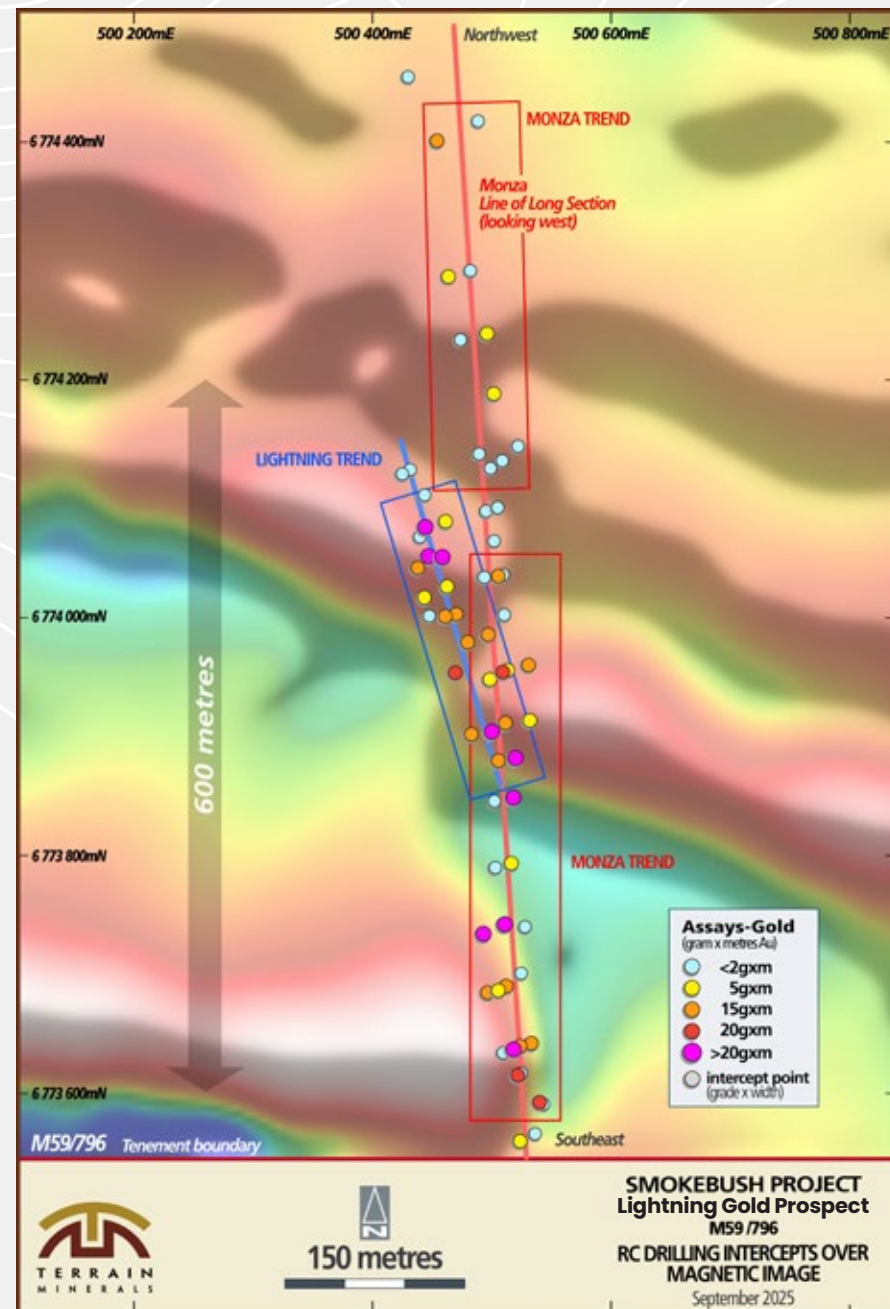 500 200mE
500 400mE
Northwest
500 600mE
500 800mE
MONZA TREND
6 774 400mN
Monza
Line of Long Section
(looking west)
6 774 200mN
LIGHTNING TREND
6 774 000mN
600 metres
6 773 800mN
MONZA TREND
Assays-Gold
(gram x metres Au)
<2gxm
5gxm
15gxm
20gxm
>20gxm
intercept point
(grade x width)
6 773 600mN
M59/796 Tenement boundary
Southeast
TERRAIN
MINERALS
N
150 metres
SMOKEBUSH PROJECT
Lightning Gold Prospect
M59 /796
RC DRILLING INTERCEPTS OVER
MAGNETIC IMAGE
September 2025